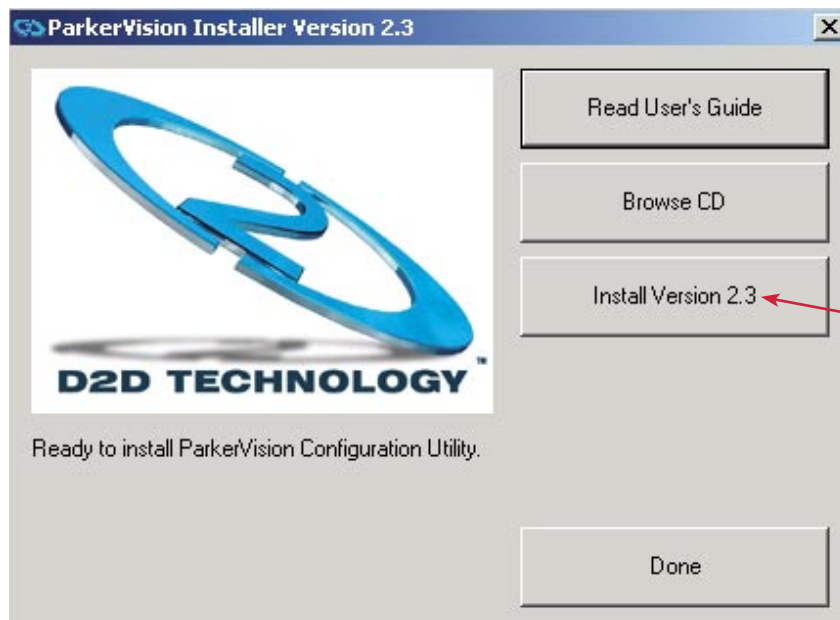 ParkerVision Installer Version 2.3
Read User's Guide
Browse CD
Install Version 2.3
D2D TECHNOLOGY™
Ready to install ParkerVision Configuration Utility.
Done